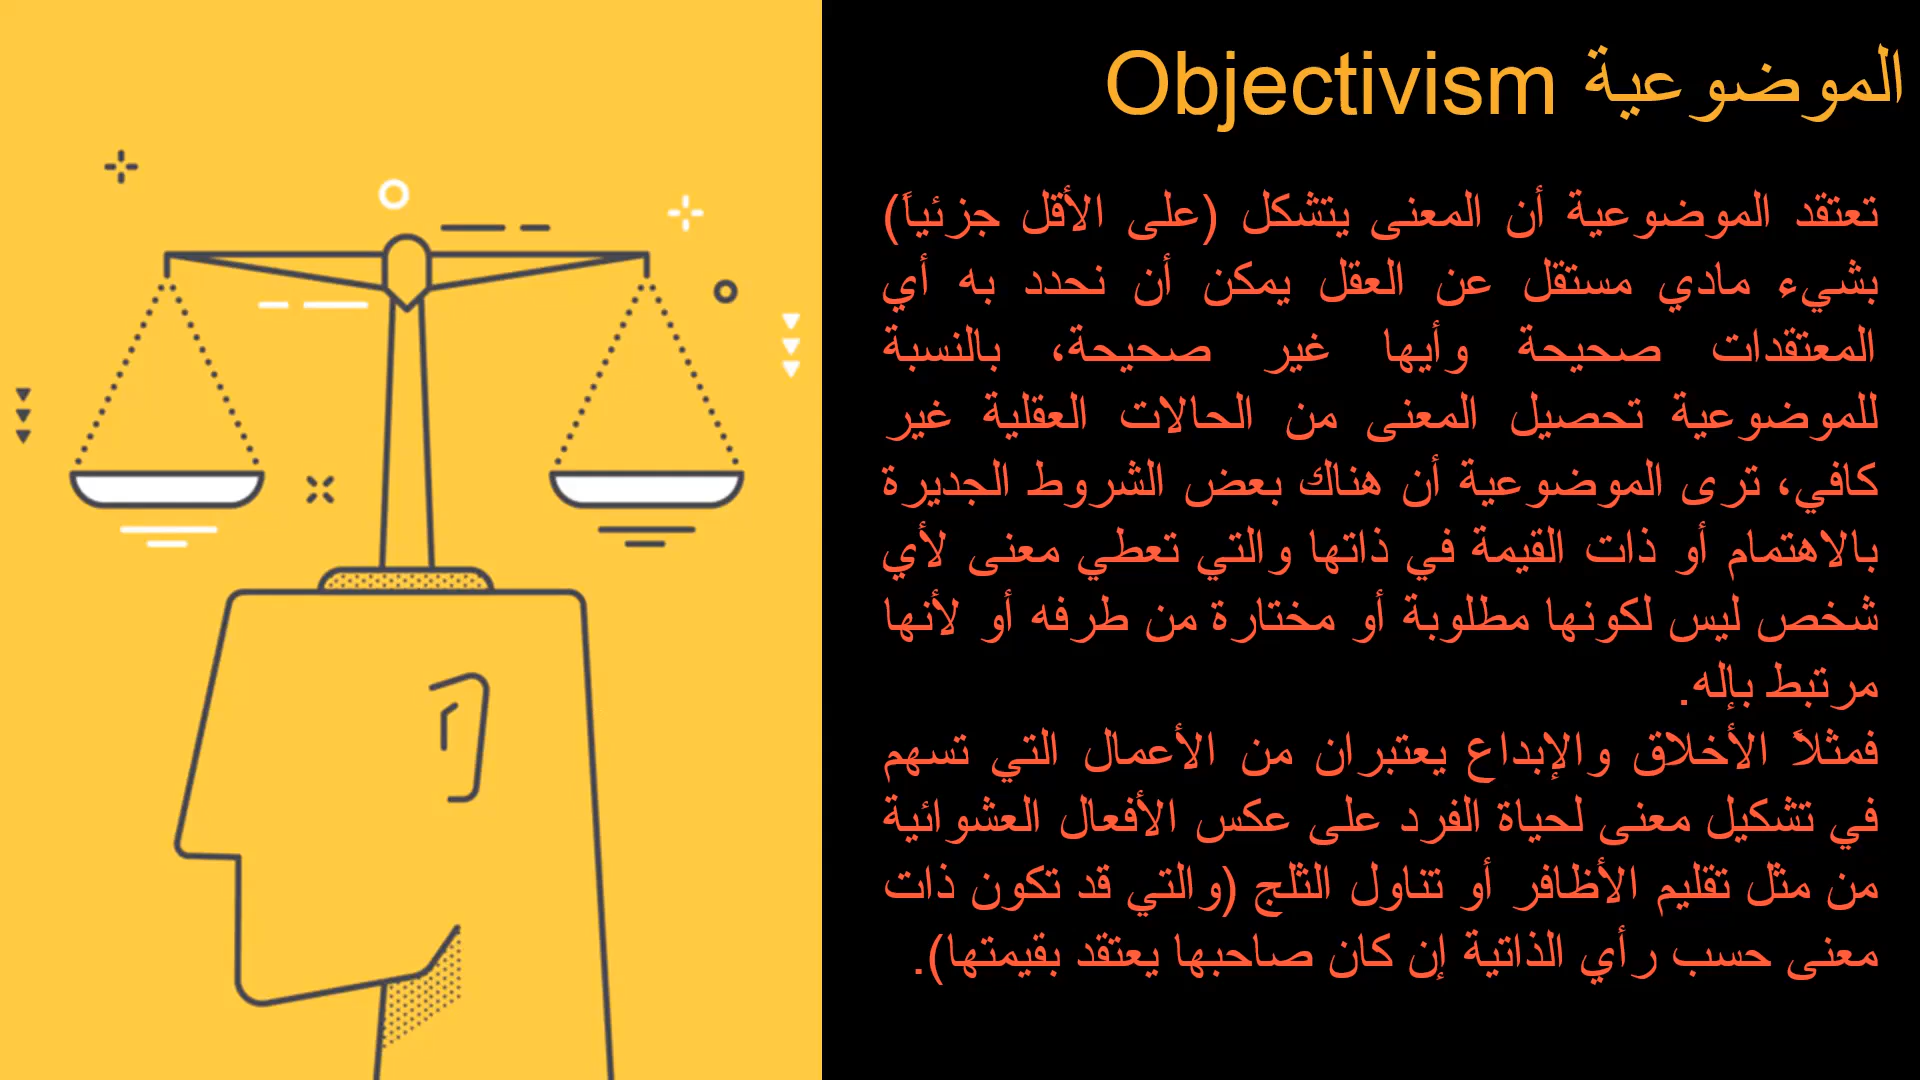 الموضوعية Objectivism
تعتقد الموضوعية أن المعنى يتشكل (على الأقل جزئياً)
بشيء مادي مستقل عن العقل يمكن أن نحدد به أي
المعتقدات صحيحة وأيها غير صحيحة، بالنسبة
للموضوعية تحصيل المعنى من الحالات العقلية غير
كافي، ترى الموضوعية أن هناك بعض الشروط الجديرة
بالاهتمام أو ذات القيمة في ذاتها والتي تعطي معنى لأي
شخص ليس لكونها مطلوبة أو مختارة من طرفه أو لأنها
مرتبط بإله.
فمثلاً الأخلاق والإبداع يعتبران من الأعمال التي تسهم
في تشكيل معنى لحياة الفرد على عكس الأفعال العشوائية
من مثل تقليم الأظافر أو تناول الثلج (والتي قد تكون ذات
معنى حسب رأي الذاتية إن كان صاحبها يعتقد بقيمتها).